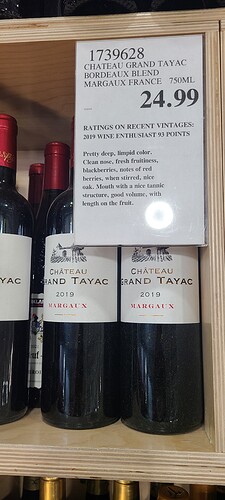 1739628
CHATEAU GRAND TAYAC
BORDEAUX BLEND
MARGAUX FRANCE 750ML
24.99
RATINGS ON RECENT VINTAGES:
2019 WINE ENTHUSIAST 93 POINTS
Pretty deep, limpid color.
Clean nose, fresh fruitiness,
blackberries, notes of red
berries, when stirred, nice
oak. Mouth with a nice tannic
structure, good volume, with
length on the fruit.
TAYAC
CHÂTEAU
GRAND TAYAC
2019
MARGAUX
CHÂTEAU
GRAND TAYAC
2019
MARGAUX